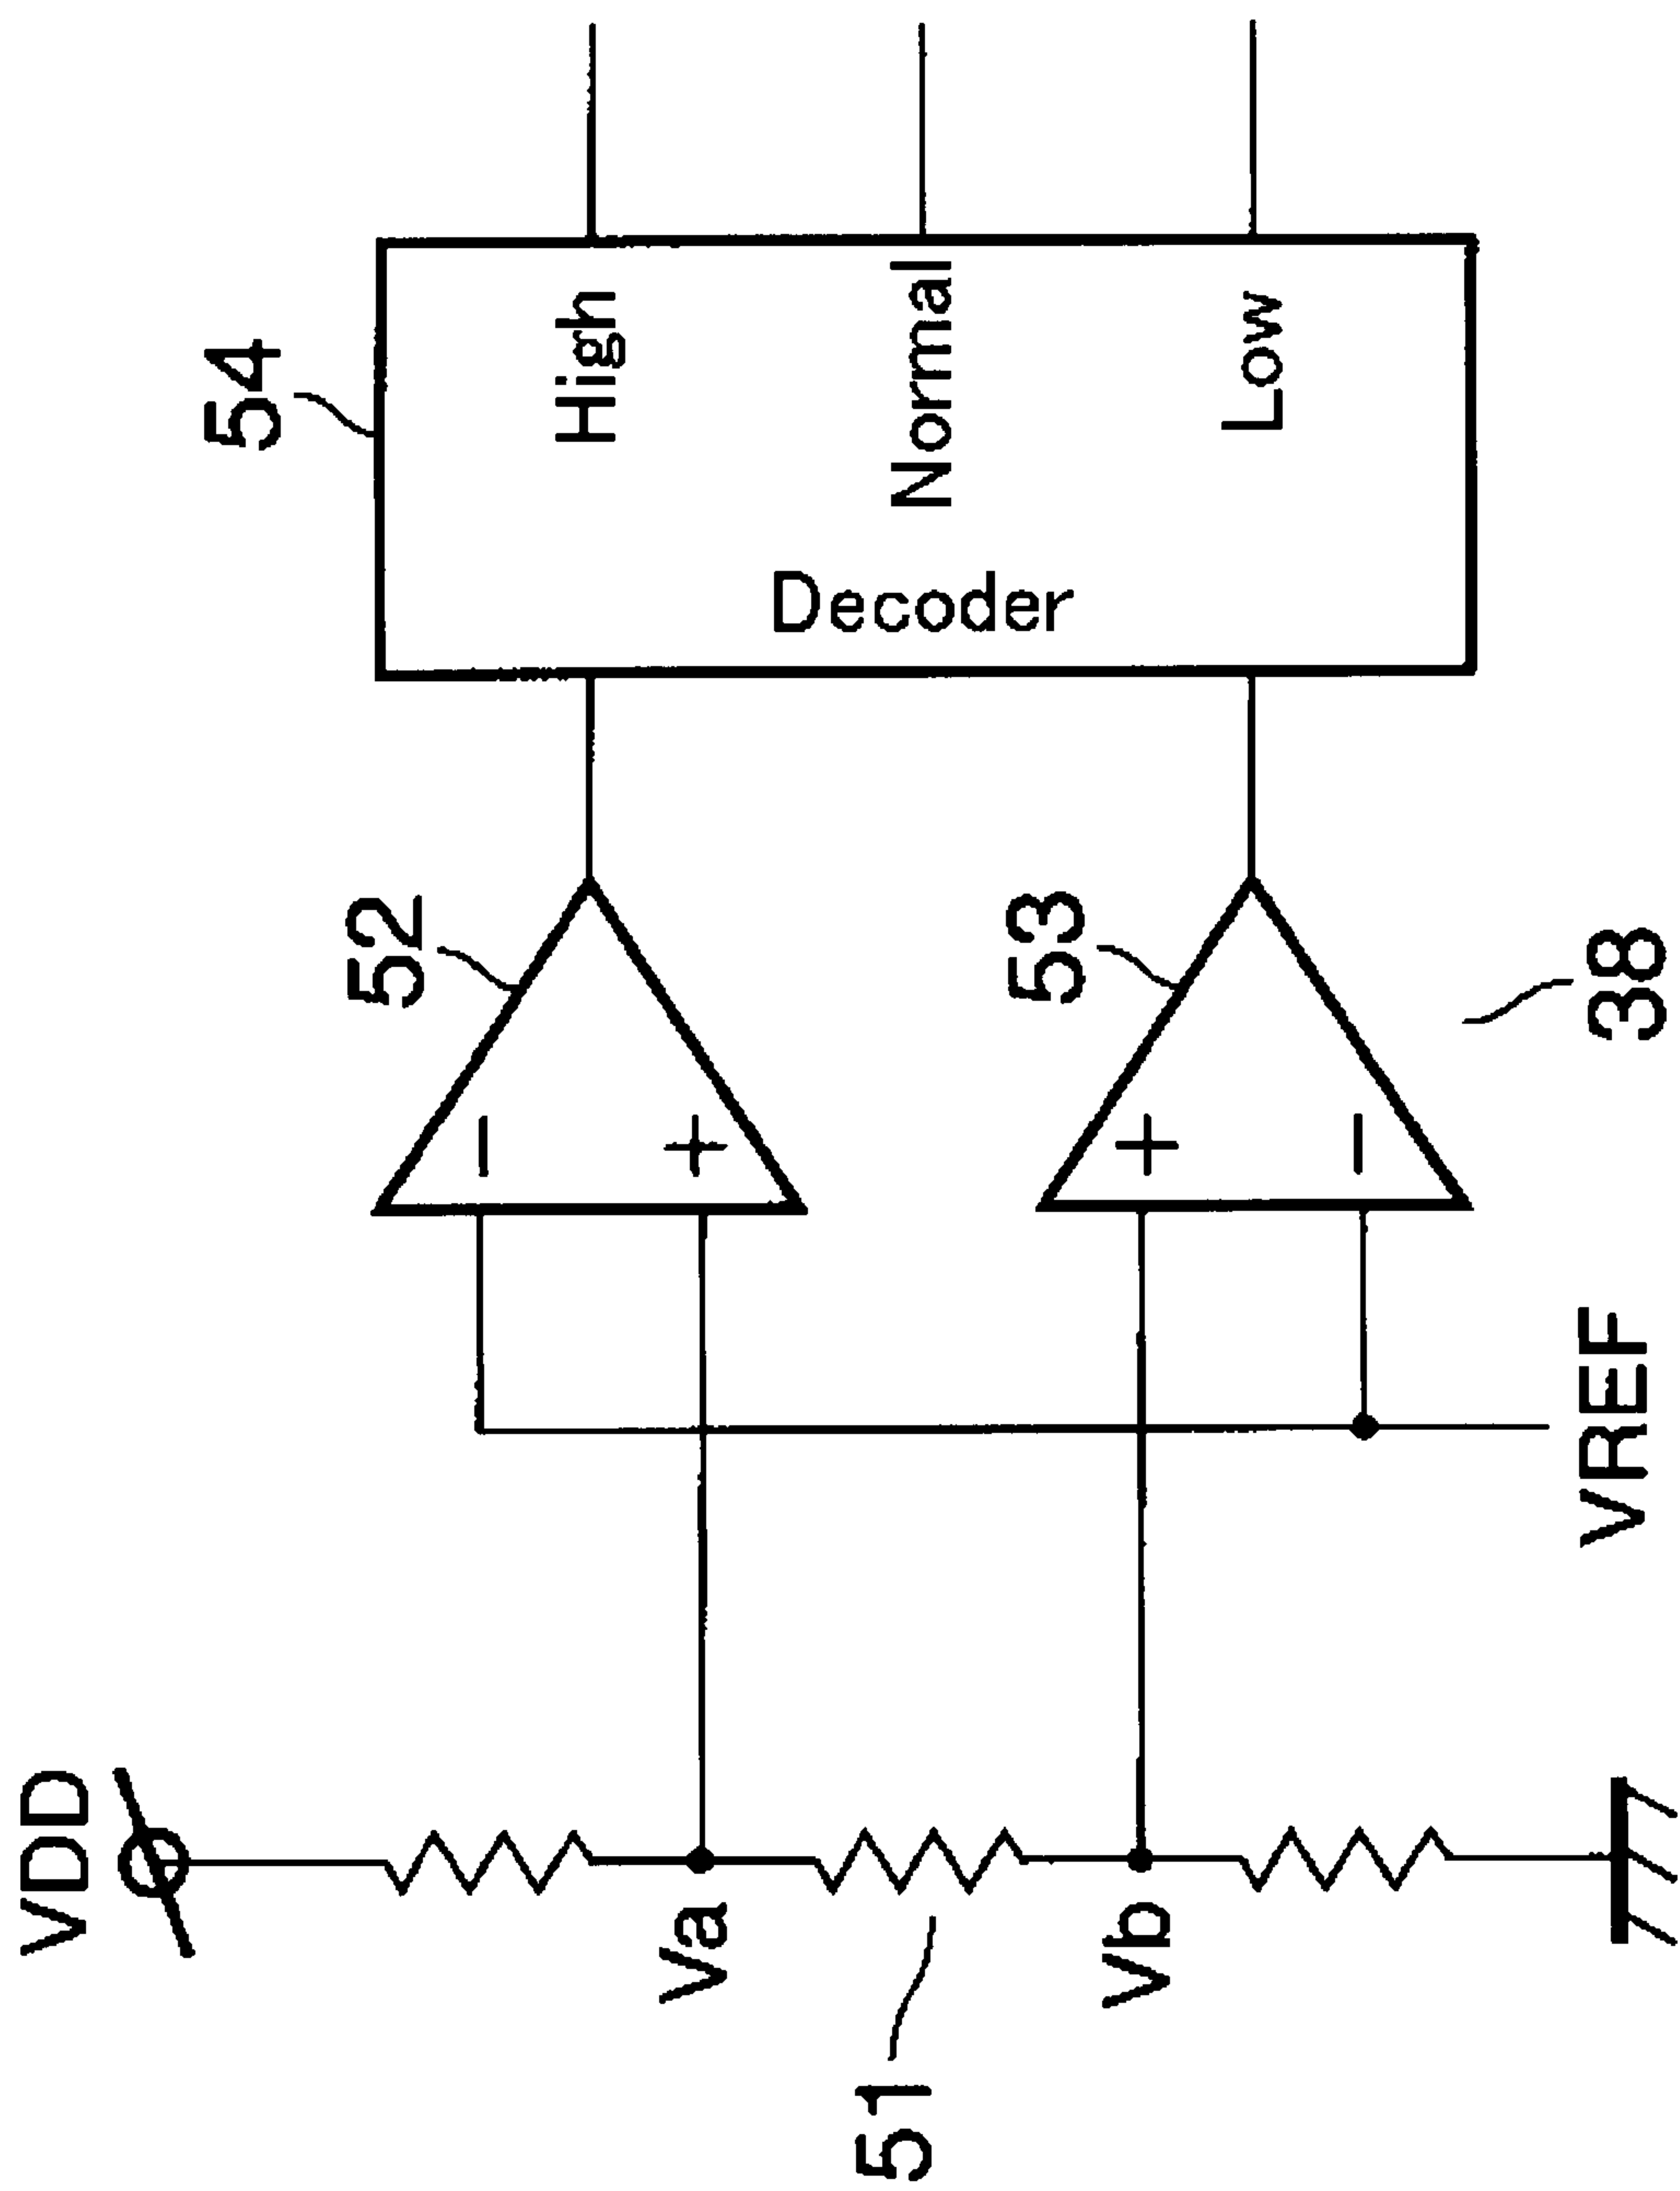 VDD
Va
51
Vb
VREF
52
−
+
53
+
−
38
54
Decoder
High
Normal
Low